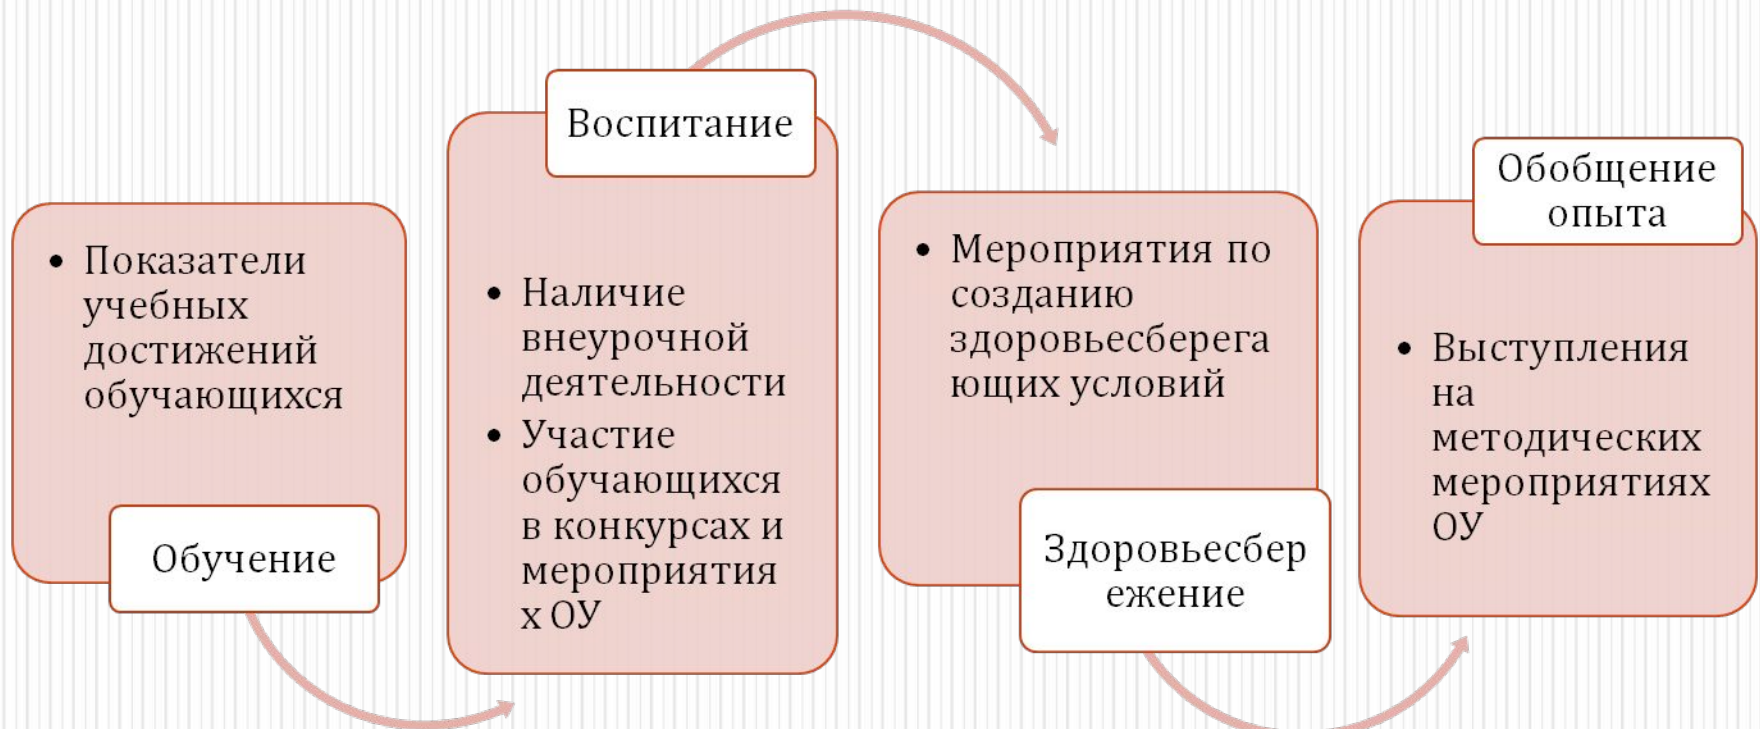 • Показатели
учебных
достижений
обучающихся
Обучение
Воспитание
• Наличие
внеурочной
деятельности
• Участие
обучающихся
в конкурсах и
мероприятия
х ОУ
• Мероприятия по
созданию
здоровьесберега
ющих условий
Здоровьесбер
ежение
Обобщение
опыта
• Выступления
на
методических
мероприятиях
ОУ